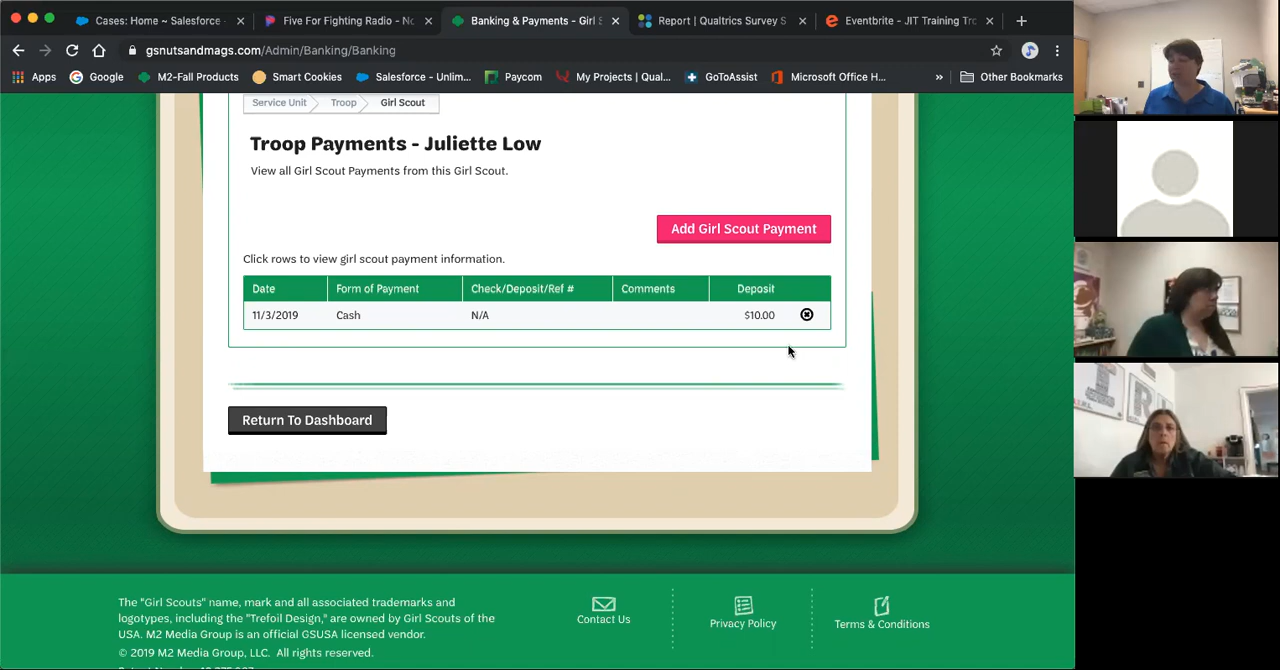 Cases: Home ~ Salesforce - Five For Fighting Radio - No Banking & Payments - Girl S Report | Qualtrics Survey S Eventbrite - JIT Training Tro
gsnutsandmags.com/Admin/Banking/Banking
Apps Google M2-Fall Products Smart Cookies Salesforce - Unlim... Paycom My Projects | Qual... GoToAssist Microsoft Office H... » Other Bookmarks
Service Unit Troop Girl Scout
Troop Payments - Juliette Low
View all Girl Scout Payments from this Girl Scout.
Add Girl Scout Payment
Click rows to view girl scout payment information.
Date Form of Payment Check/Deposit/Ref # Comments Deposit
11/3/2019 Cash N/A $10.00
Return To Dashboard
The "Girl Scouts" name, mark and all associated trademarks and
logotypes, including the "Trefoil Design," are owned by Girl Scouts of the
USA. M2 Media Group is an official GSUSA licensed vendor.
© 2019 M2 Media Group, LLC. All rights reserved.
Contact Us
Privacy Policy
Terms & Conditions